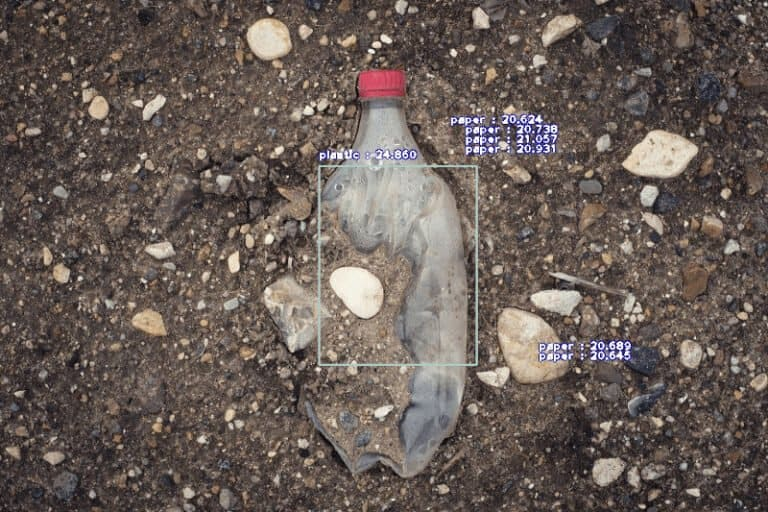 paper : 20.624
paper : 20.738
paper : 21.057
paper : 20.931
plastic : 24.860
paper : 20.689
paper : 20.645